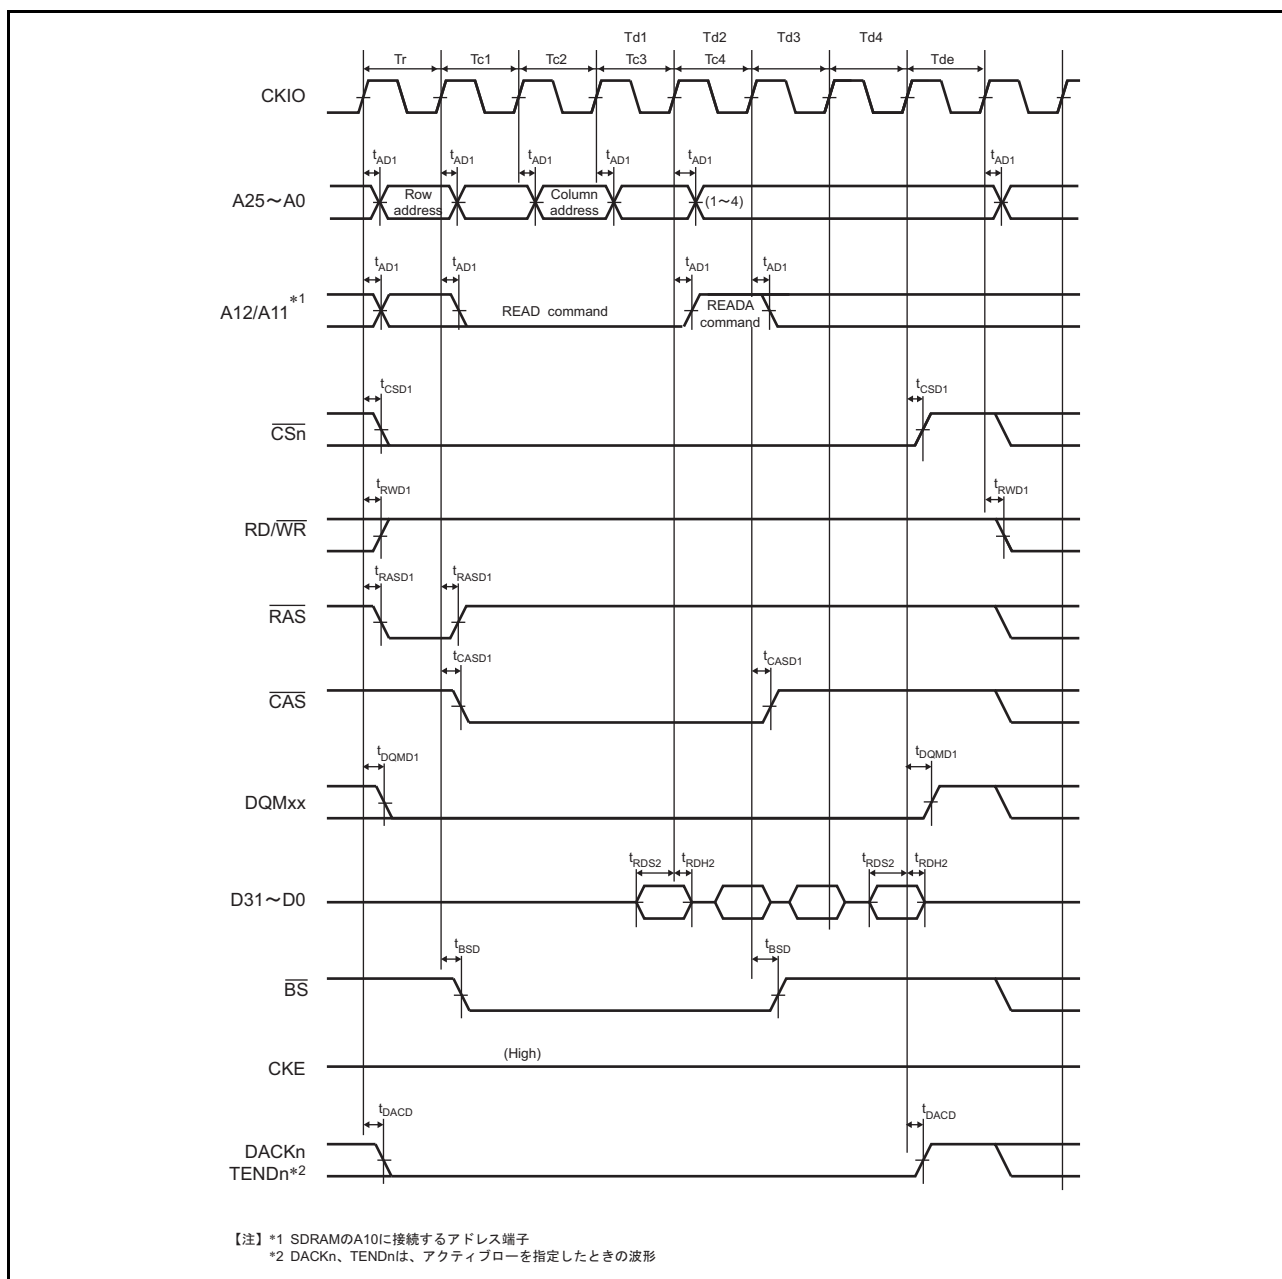 Td1 Td2 Td3 Td4
Tr Tc1 Tc2 Tc3 Tc4 Tde
CKIO
tAD1 tAD1 tAD1 tAD1 tAD1 tAD1
A25～A0
Row address
Column address
(1～4)
tAD1 tAD1 tAD1 tAD1
A12/A11*1
READ command
READA command
tCSD1 tCSD1
CSn
tRWD1 tRWD1
RD/WR
tRASD1 tRASD1
RAS
tCASD1 tCASD1
CAS
tDQMD1 tDQMD1
DQMxx
tRDS2 tRDH2 tRDS2 tRDH2
D31～D0
tBSD tBSD
BS
(High)
CKE
tDACD tDACD
DACKn
TENDn*2
【注】*1 SDRAMのA10に接続するアドレス端子
*2 DACKn、TENDnは、アクティブローを指定したときの波形